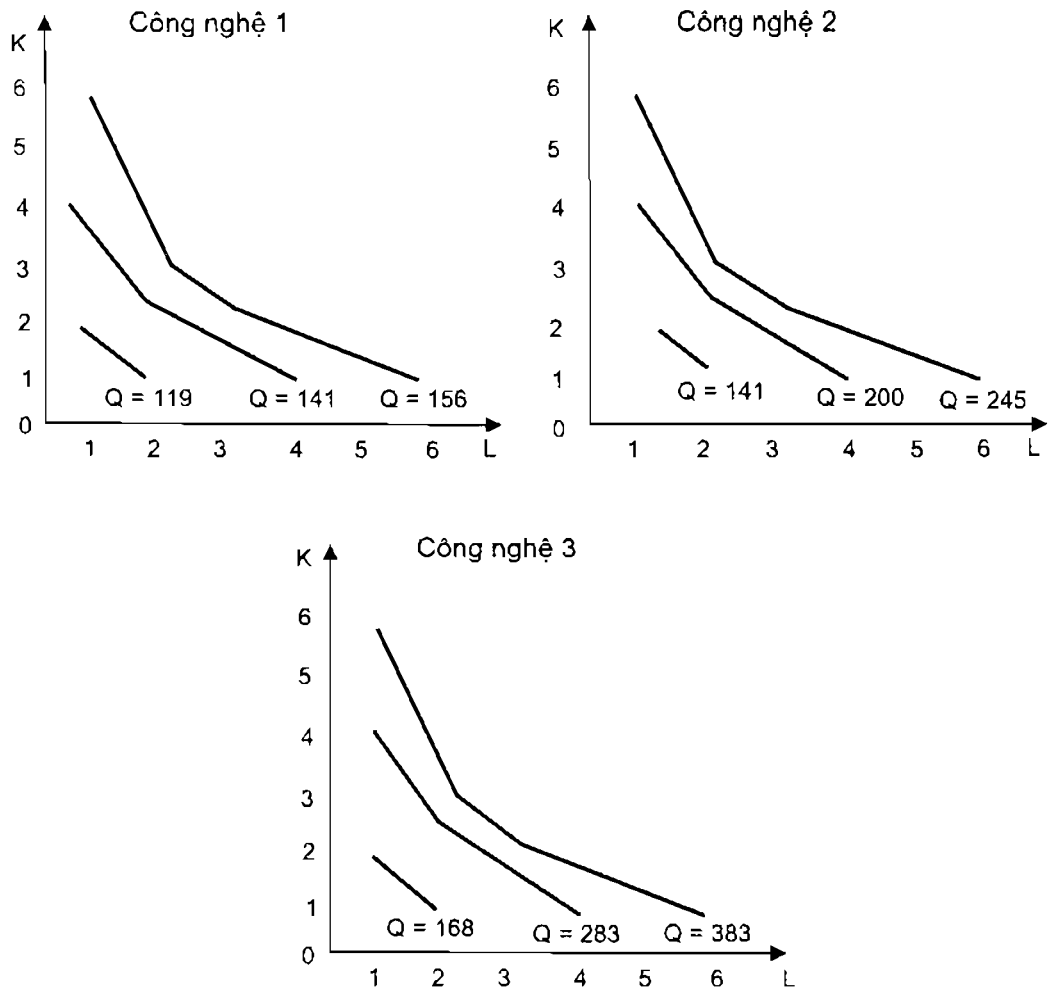 Công nghệ 1
K
6
5
4
3
2
1
0
Q = 119
Q = 141
Q = 156
1 2 3 4 5 6 L
Công nghệ 2
K
6
5
4
3
2
1
0
Q = 141
Q = 200
Q = 245
1 2 3 4 5 6 L
Công nghệ 3
K
6
5
4
3
2
1
0
Q = 168
Q = 283
Q = 383
1 2 3 4 5 6 L